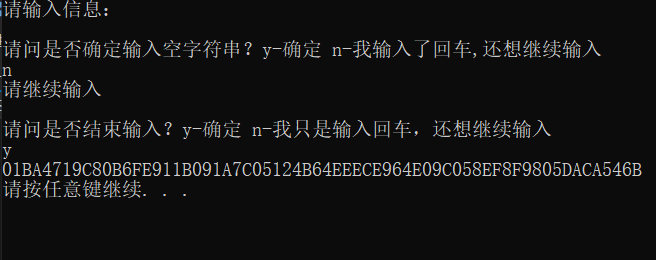 请输入信息:
请问是否确定输入空字符串？y-确定 n-我输入了回车,还想继续输入
n
请继续输入
请问是否结束输入？y-确定 n-我只是输入回车，还想继续输入
y
01BA4719C80B6FE911B091A7C05124B64EEECE964E09C058EF8F9805DACA546B
请按任意键继续. . .